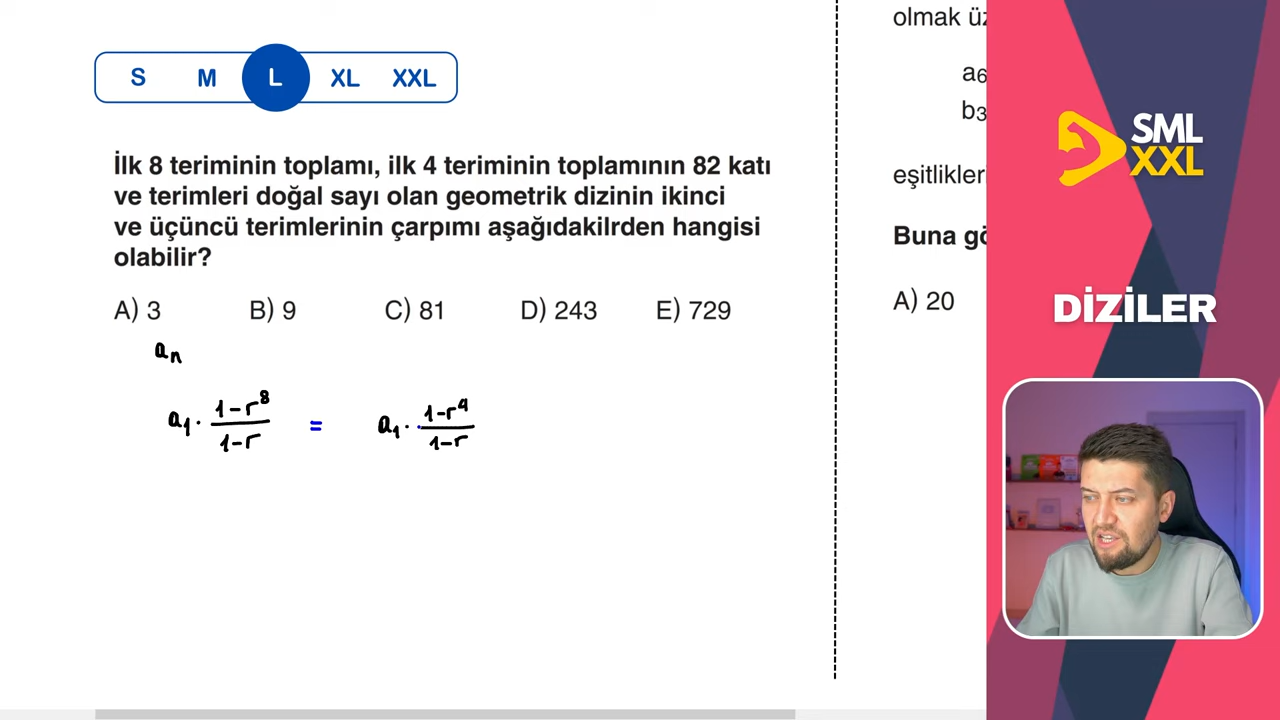 S M L XL XXL
İlk 8 teriminin toplamı, ilk 4 teriminin toplamının 82 katı
ve terimleri doğal sayı olan geometrik dizinin ikinci
ve üçüncü terimlerinin çarpımı aşağıdakilrden hangisi
olabilir?
A) 3 B) 9 C) 81 D) 243 E) 729
aₙ
a₁ · (1-r⁸)/(1-r) = a₁ · (1-r⁴)/(1-r)
olmak üz
a₆
b₃
eşitlikler
Buna gö
A) 20
SML
XXL
DİZİLER